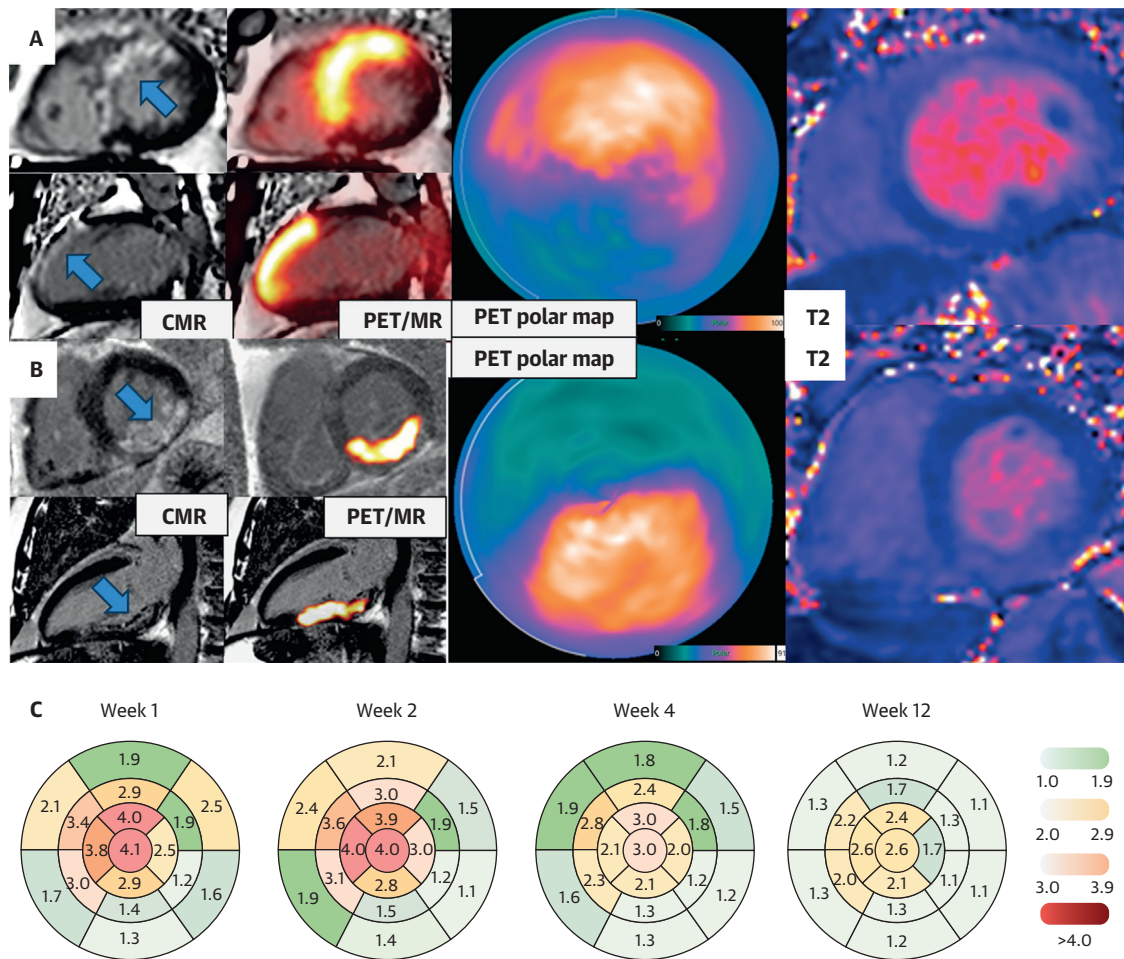 A
CMR
PET/MR
PET polar map
0 Polar 100
T2
B
PET polar map
T2
CMR
PET/MR
0 Polar 91
C
Week 1
1.9
2.9
2.1 2.5
3.4 4.0 1.9
3.8 4.1 2.5
3.0 2.9 1.2
1.7 1.4 1.6
1.3
Week 2
2.1
3.0
2.4 1.5
3.6 3.9 1.9
4.0 4.0 3.0
3.1 2.8 1.2
1.9 1.5 1.1
1.4
Week 4
1.8
2.4
1.9 1.5
2.8 3.0 1.8
2.1 3.0 2.0
2.3 2.1 1.2
1.6 1.3 1.2
1.3
Week 12
1.2
1.7
1.3 1.1
2.2 2.4 1.3
2.6 2.6 1.7
2.0 2.1 1.1
1.3 1.3 1.1
1.2
1.0 1.9
2.0 2.9
3.0 3.9
>4.0